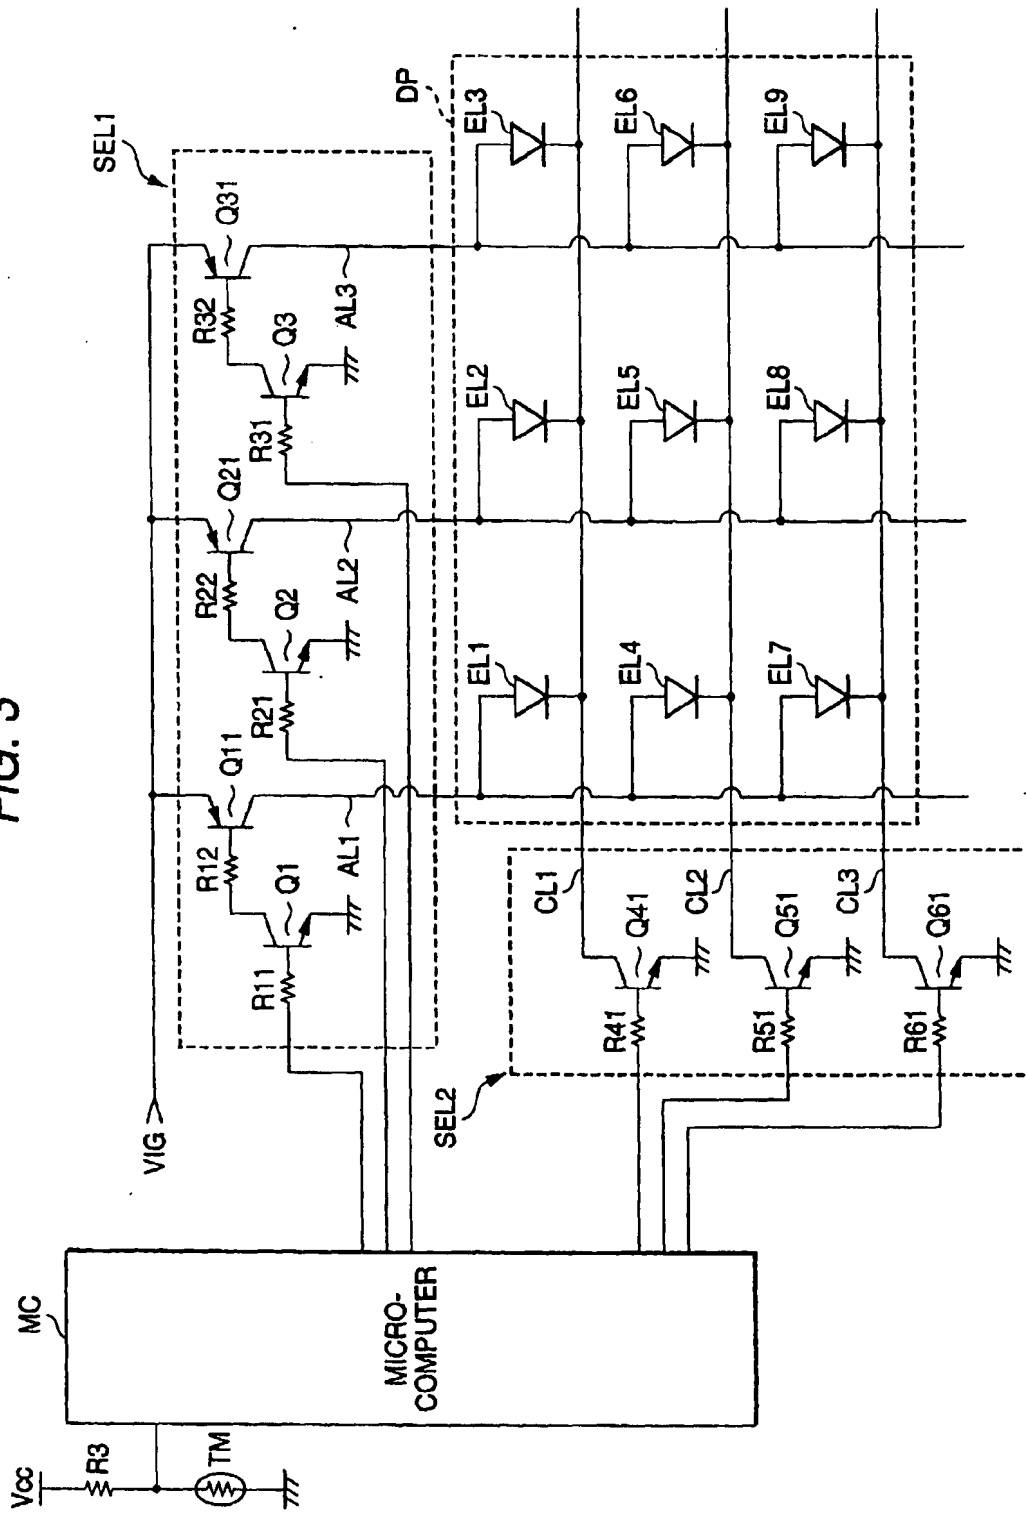 FIG. 3
SEL1
VIG
R11
Q1
R12
Q11
AL1
R21
Q2
R22
Q21
AL2
R31
Q3
R32
Q31
AL3
DP
EL1
EL2
EL3
EL4
EL5
EL6
EL7
EL8
EL9
MC
MICRO-
COMPUTER
Vcc
R3
TM
SEL2
R41
Q41
CL1
R51
Q51
CL2
R61
Q61
CL3